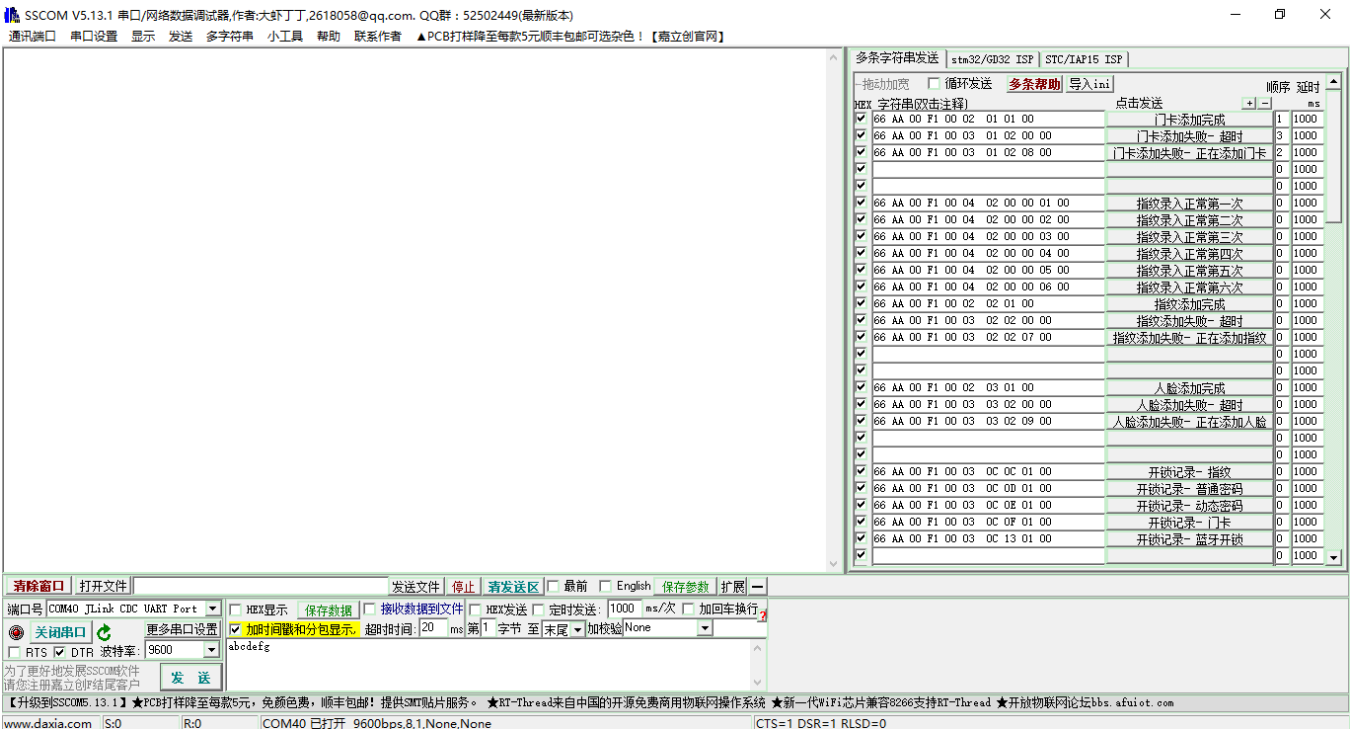 SSCOM V5.13.1 串口/网络数据调试器,作者:大虾丁丁,2618058@qq.com. QQ群：52502449(最新版本)
通讯端口 串口设置 显示 发送 多字符串 小工具 帮助 联系作者 ▲PCB打样降至每款5元顺丰包邮可选杂色！【嘉立创官网】
多条字符串发送 stm32/GD32 ISP STC/IAP15 ISP
拖动加宽 循环发送 多条帮助 导入ini 顺序 延时
HEX 字符串(双击注释) 点击发送 + - ms
66 AA 00 F1 00 02 01 01 00 门卡添加完成 1 1000
66 AA 00 F1 00 03 01 02 00 00 门卡添加失败- 超时 3 1000
66 AA 00 F1 00 03 01 02 08 00 门卡添加失败- 正在添加门卡 2 1000
0 1000
0 1000
66 AA 00 F1 00 04 02 00 00 01 00 指纹录入正常第一次 0 1000
66 AA 00 F1 00 04 02 00 00 02 00 指纹录入正常第二次 0 1000
66 AA 00 F1 00 04 02 00 00 03 00 指纹录入正常第三次 0 1000
66 AA 00 F1 00 04 02 00 00 04 00 指纹录入正常第四次 0 1000
66 AA 00 F1 00 04 02 00 00 05 00 指纹录入正常第五次 0 1000
66 AA 00 F1 00 04 02 00 00 06 00 指纹录入正常第六次 0 1000
66 AA 00 F1 00 02 02 01 00 指纹添加完成 0 1000
66 AA 00 F1 00 03 02 02 00 00 指纹添加失败- 超时 0 1000
66 AA 00 F1 00 03 02 02 07 00 指纹添加失败- 正在添加指纹 0 1000
0 1000
0 1000
66 AA 00 F1 00 02 03 01 00 人脸添加完成 0 1000
66 AA 00 F1 00 03 03 02 00 00 人脸添加失败- 超时 0 1000
66 AA 00 F1 00 03 03 02 09 00 人脸添加失败- 正在添加人脸 0 1000
0 1000
0 1000
66 AA 00 F1 00 03 0C 0C 01 00 开锁记录- 指纹 0 1000
66 AA 00 F1 00 03 0C 0D 01 00 开锁记录- 普通密码 0 1000
66 AA 00 F1 00 03 0C 0E 01 00 开锁记录- 动态密码 0 1000
66 AA 00 F1 00 03 0C 0F 01 00 开锁记录- 门卡 0 1000
66 AA 00 F1 00 03 0C 13 01 00 开锁记录- 蓝牙开锁 0 1000
0 1000
清除窗口 打开文件 发送文件 停止 清发送区 最前 English 保存参数 扩展 —
端口号 COM40 JLink CDC UART Port HEX显示 保存数据 接收数据到文件 HEX发送 定时发送: 1000 ms/次 加回车换行 ?
关闭串口 更多串口设置 加时间戳和分包显示, 超时时间: 20 ms 第 1 字节 至 末尾 加校验 None
RTS DTR 波特率: 9600 abcdefg
为了更好地发展SSCOM软件
请您注册嘉立创F结尾客户 发 送
【升级到SSCOM5.13.1】★PCB打样降至每款5元，免颜色费，顺丰包邮！提供SMT贴片服务。 ★RT-Thread来自中国的开源免费商用物联网操作系统 ★新一代WiFi芯片兼容8266支持RT-Thread ★开放物联网论坛bbs.afuiot.com
www.daxia.com S:0 R:0 COM40 已打开 9600bps,8,1,None,None CTS=1 DSR=1 RLSD=0